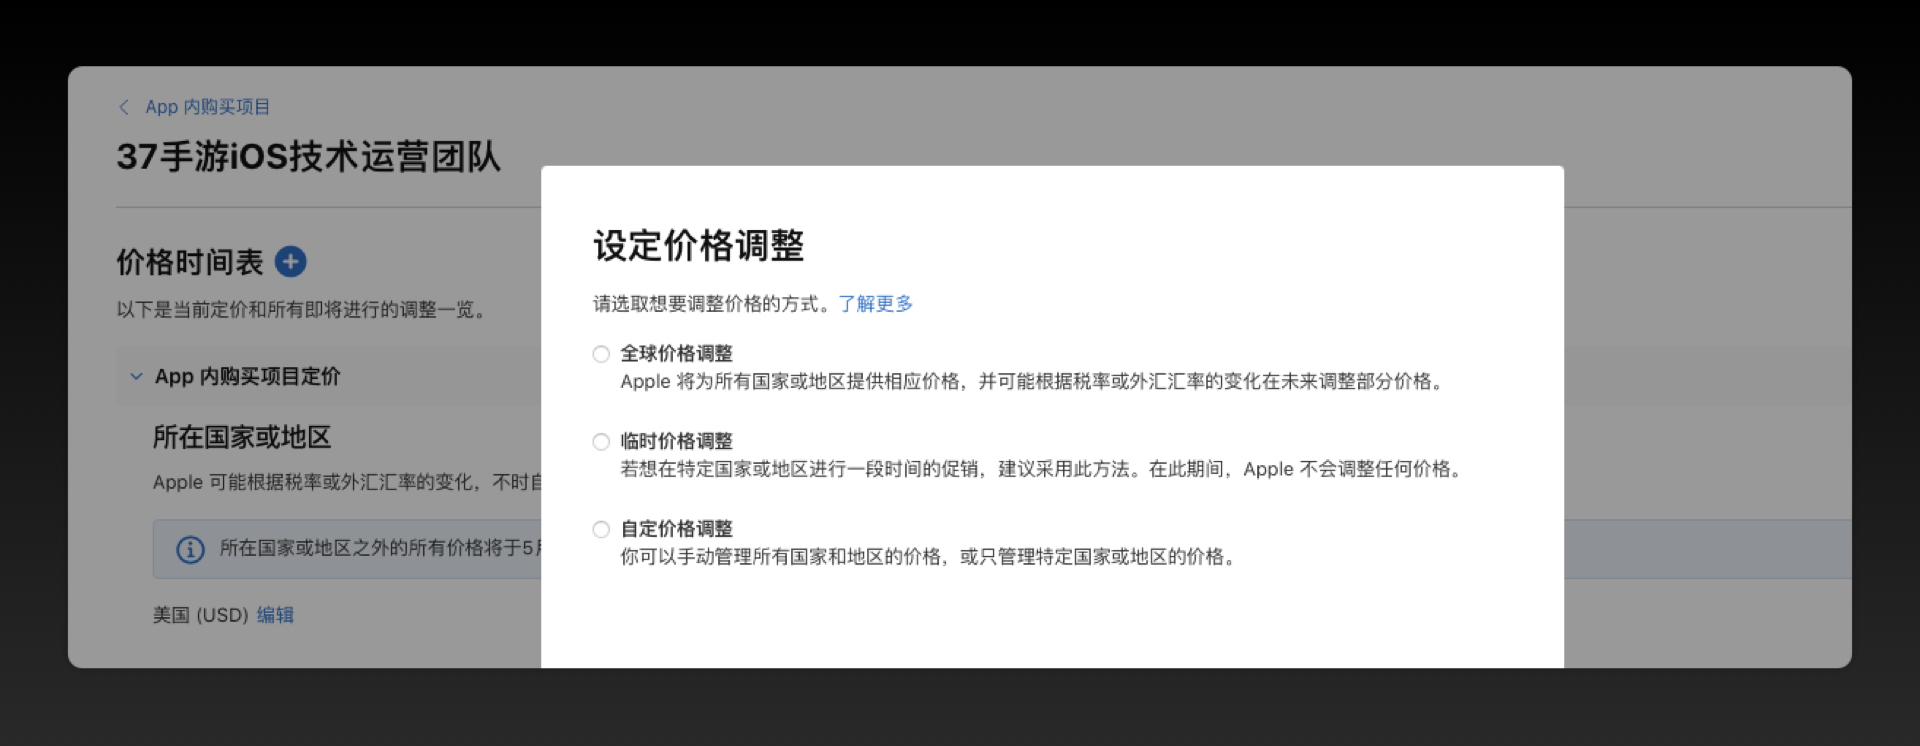 App 内购买项目
37手游iOS技术运营团队
价格时间表
以下是当前定价和所有即将进行的调整一览。
App 内购买项目定价
所在国家或地区
Apple 可能根据税率或外汇汇率的变化，不时
所在国家或地区之外的所有价格将于5
美国 (USD) 编辑
设定价格调整
请选取想要调整价格的方式。了解更多
全球价格调整
Apple 将为所有国家或地区提供相应价格，并可能根据税率或外汇汇率的变化在未来调整部分价格。
临时价格调整
若想在特定国家或地区进行一段时间的促销，建议采用此方法。在此期间，Apple 不会调整任何价格。
自定价格调整
你可以手动管理所有国家和地区的价格，或只管理特定国家或地区的价格。